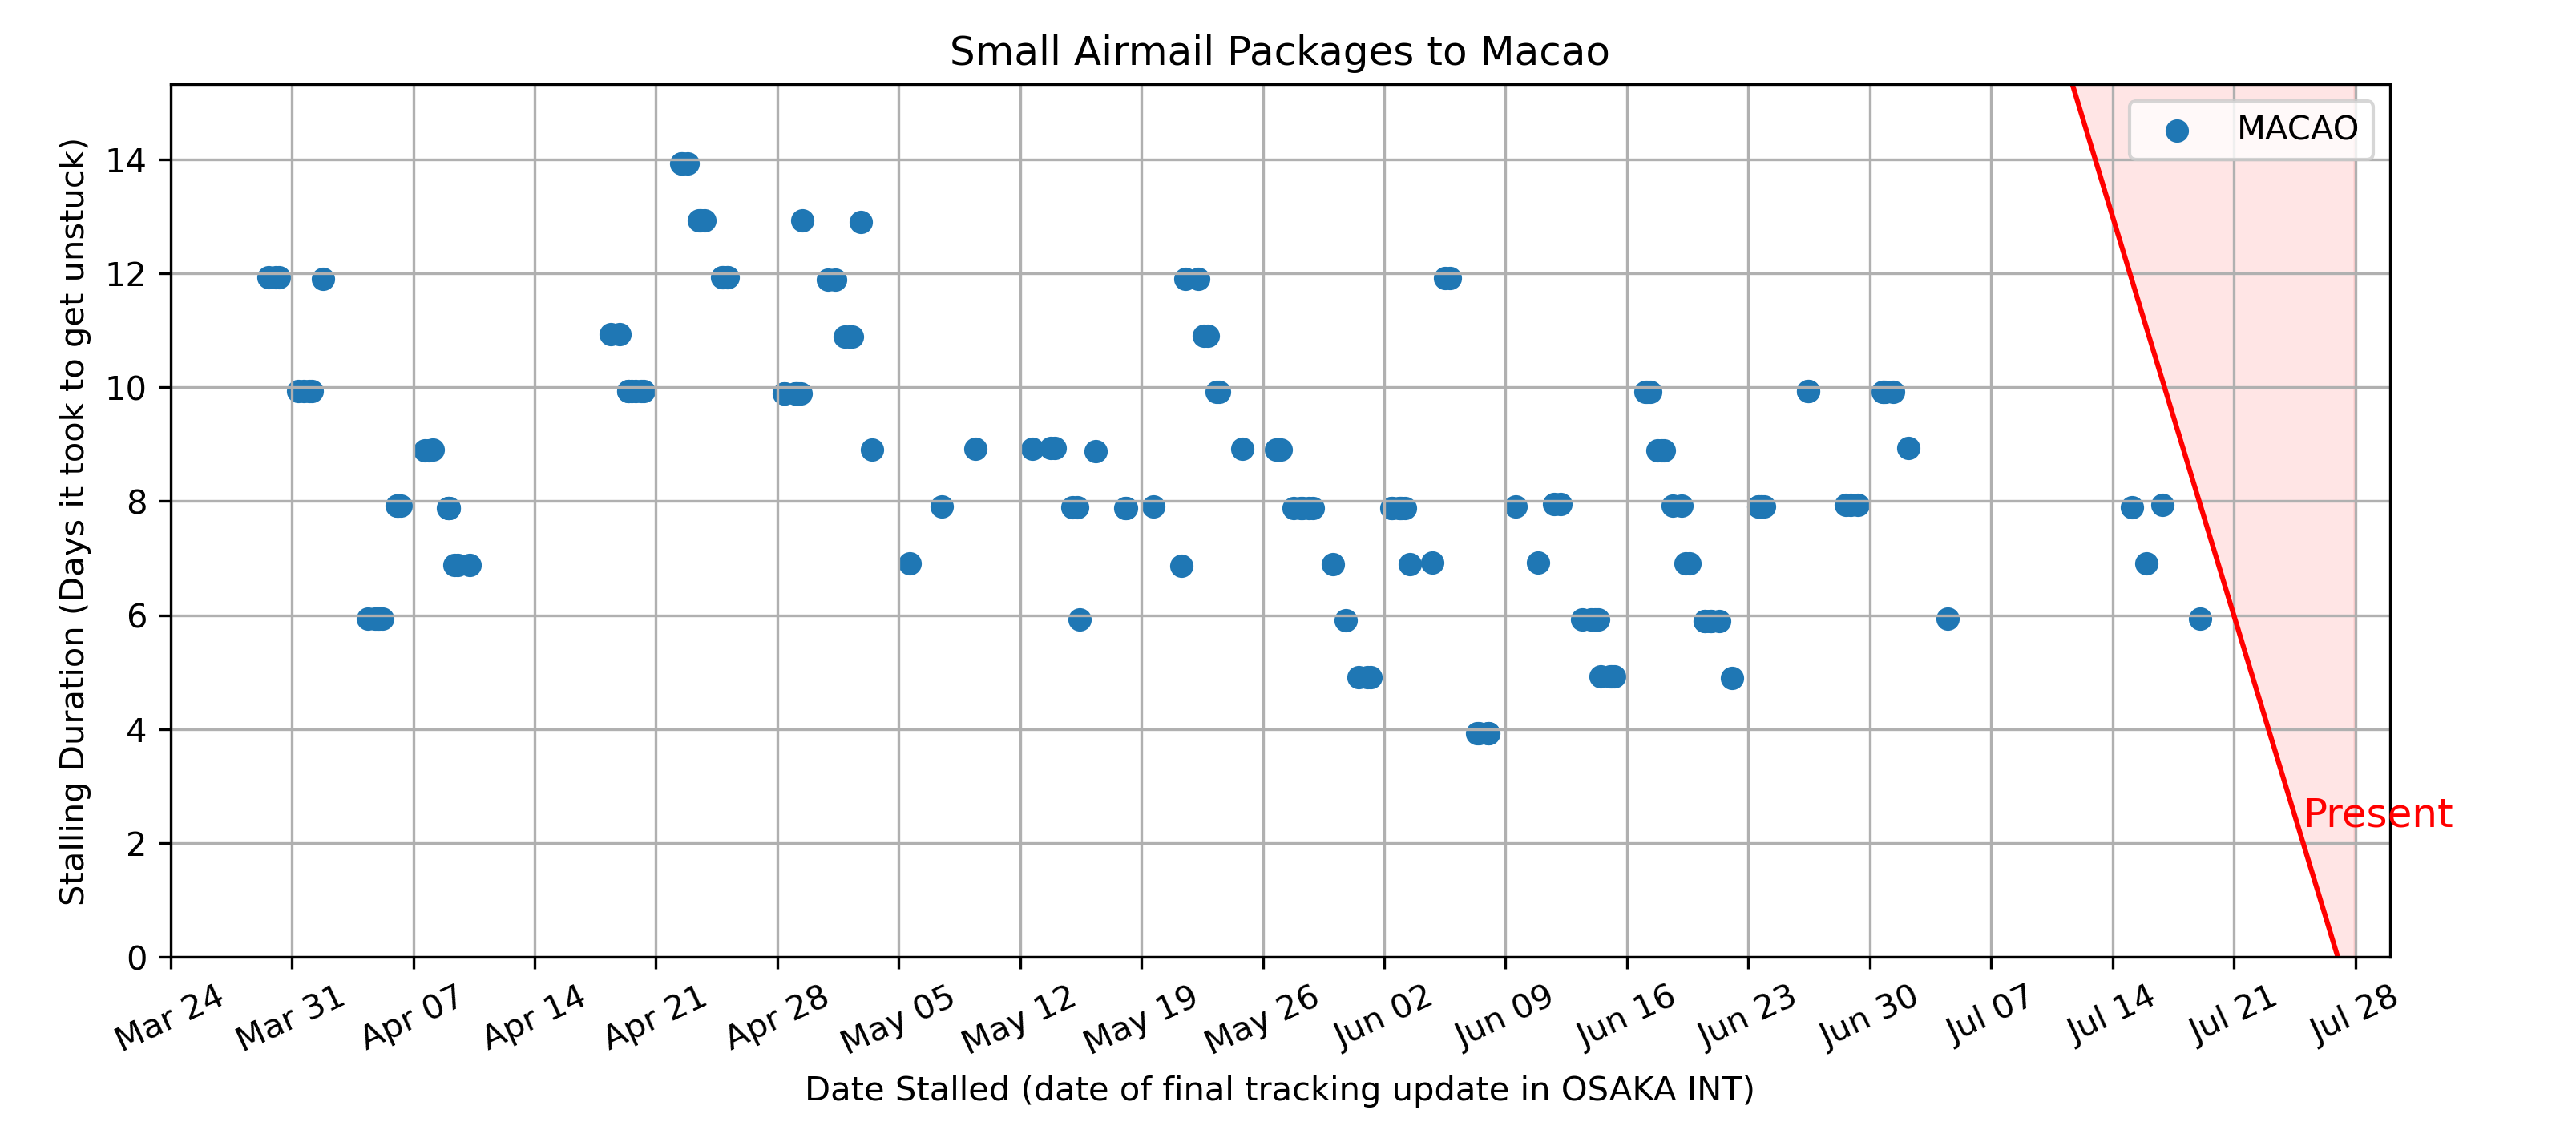 Small Airmail Packages to Macao
MACAO
Stalling Duration (Days it took to get unstuck)
14
12
10
8
6
4
2
0
Present
Mar 24
Mar 31
Apr 07
Apr 14
Apr 21
Apr 28
May 05
May 12
May 19
May 26
Jun 02
Jun 09
Jun 16
Jun 23
Jun 30
Jul 07
Jul 14
Jul 21
Jul 28
Date Stalled (date of final tracking update in OSAKA INT)